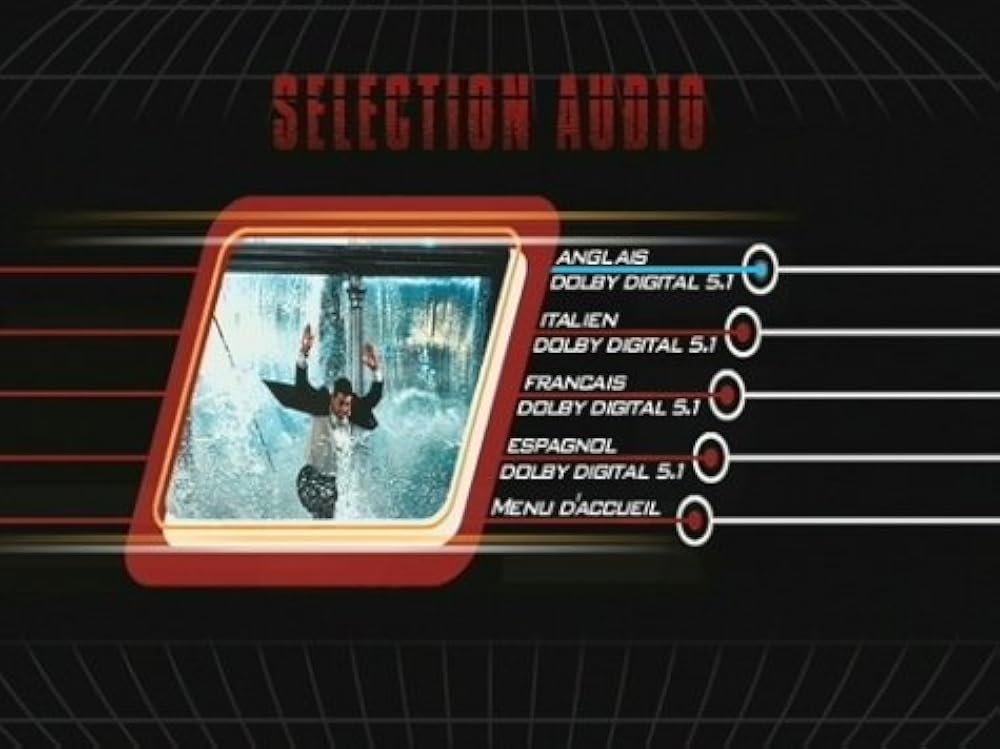 SELECTION AUDIO
ANGLAIS
DOLBY DIGITAL 5.1
ITALIEN
DOLBY DIGITAL 5.1
FRANCAIS
DOLBY DIGITAL 5.1
ESPAGNOL
DOLBY DIGITAL 5.1
MENU D'ACCUEIL